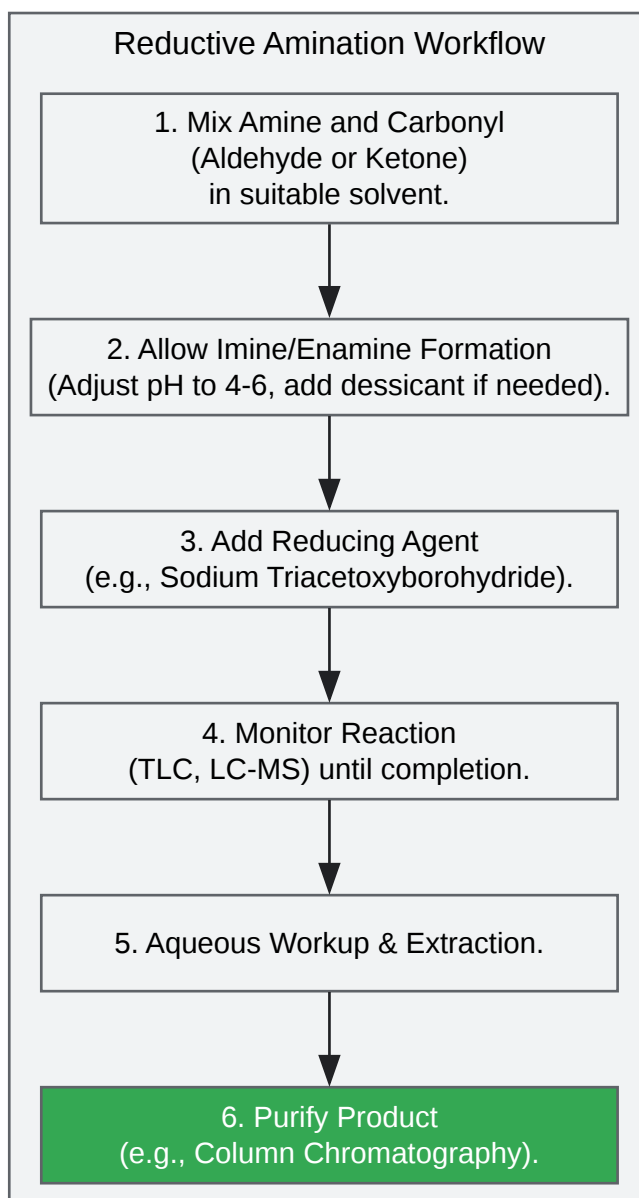 Reductive Amination Workflow
1. Mix Amine and Carbonyl
(Aldehyde or Ketone)
in suitable solvent.
2. Allow Imine/Enamine Formation
(Adjust pH to 4-6, add dessicant if needed).
3. Add Reducing Agent
(e.g., Sodium Triacetoxyborohydride).
4. Monitor Reaction
(TLC, LC-MS) until completion.
5. Aqueous Workup & Extraction.
6. Purify Product
(e.g., Column Chromatography).